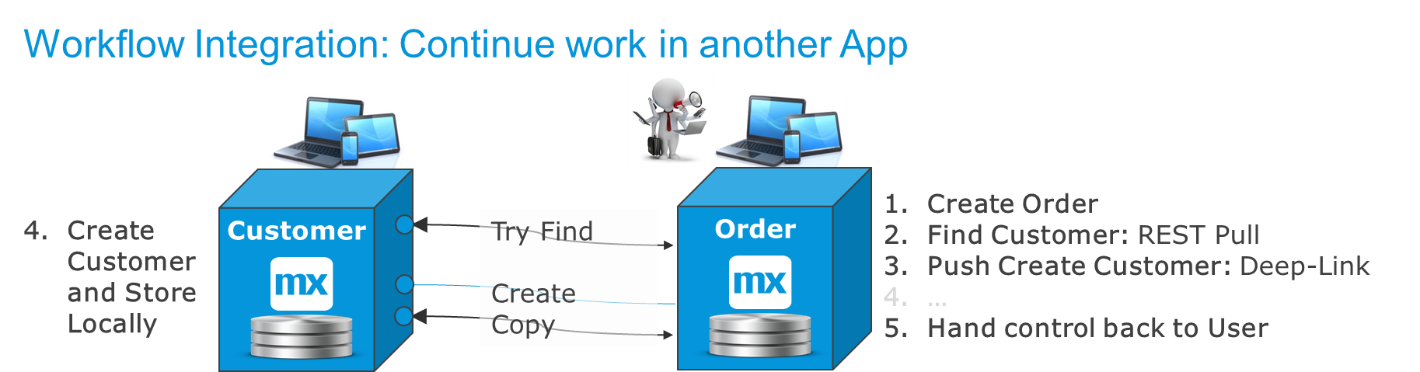 Workflow Integration: Continue work in another App
4. Create
Customer
and Store
Locally
Customer
mx
Try Find
Create
Copy
Order
mx
1. Create Order
2. Find Customer: REST Pull
3. Push Create Customer: Deep-Link
4. ...
5. Hand control back to User